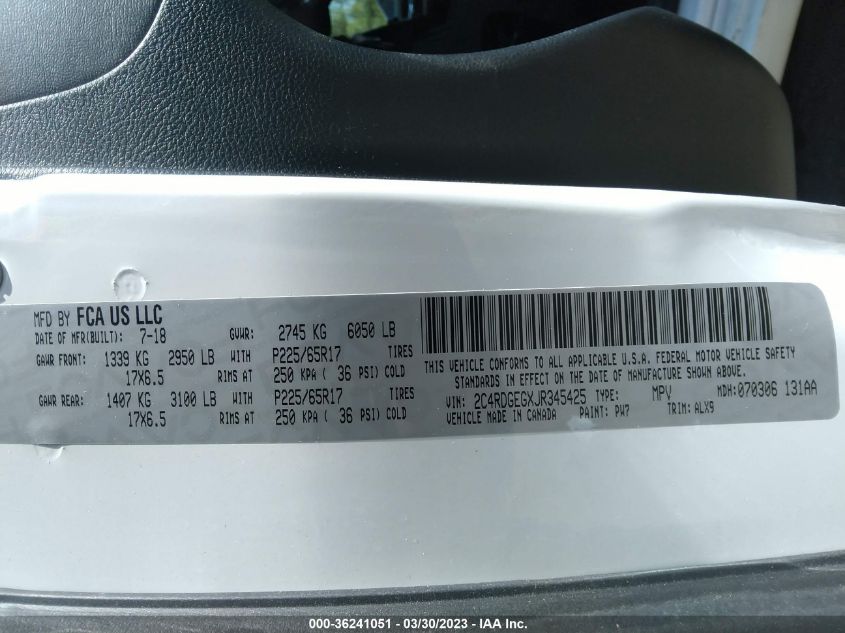 MFD BY FCA US LLC
DATE OF MFR(BUILT): 7-18 GVWR: 2745 KG 6050 LB
GAWR FRONT: 1339 KG 2950 LB WITH P225/65R17 TIRES
17X6.5 RIMS AT 250 KPA ( 36 PSI) COLD
GAWR REAR: 1407 KG 3100 LB WITH P225/65R17 TIRES
17X6.5 RIMS AT 250 KPA ( 36 PSI) COLD
THIS VEHICLE CONFORMS TO ALL APPLICABLE U.S.A. FEDERAL MOTOR VEHICLE SAFETY
STANDARDS IN EFFECT ON THE DATE OF MANUFACTURE SHOWN ABOVE.
VIN: 2C4RDGEGXJR345425 TYPE: MPV MDH:070306 131AA
VEHICLE MADE IN CANADA PAINT: PW7 TRIM: ALX9
000-36241051 - 03/30/2023 - IAA Inc.